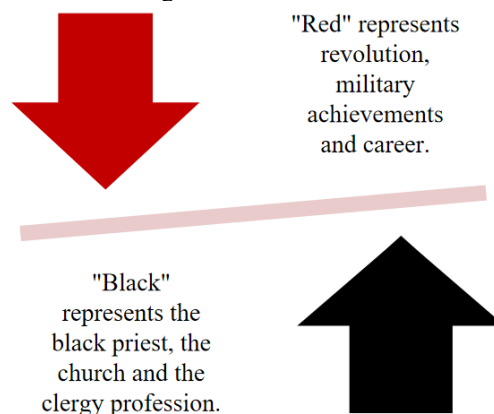 "Red" represents
revolution,
military
achievements
and career.
"Black"
represents the
black priest, the
church and the
clergy profession.